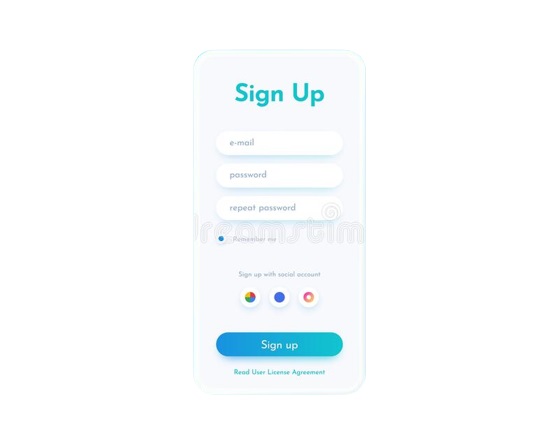 Sign Up
e-mail
password
repeat password
dreamstime
Remember me
Sign up with social account
Sign up
Read User License Agreement